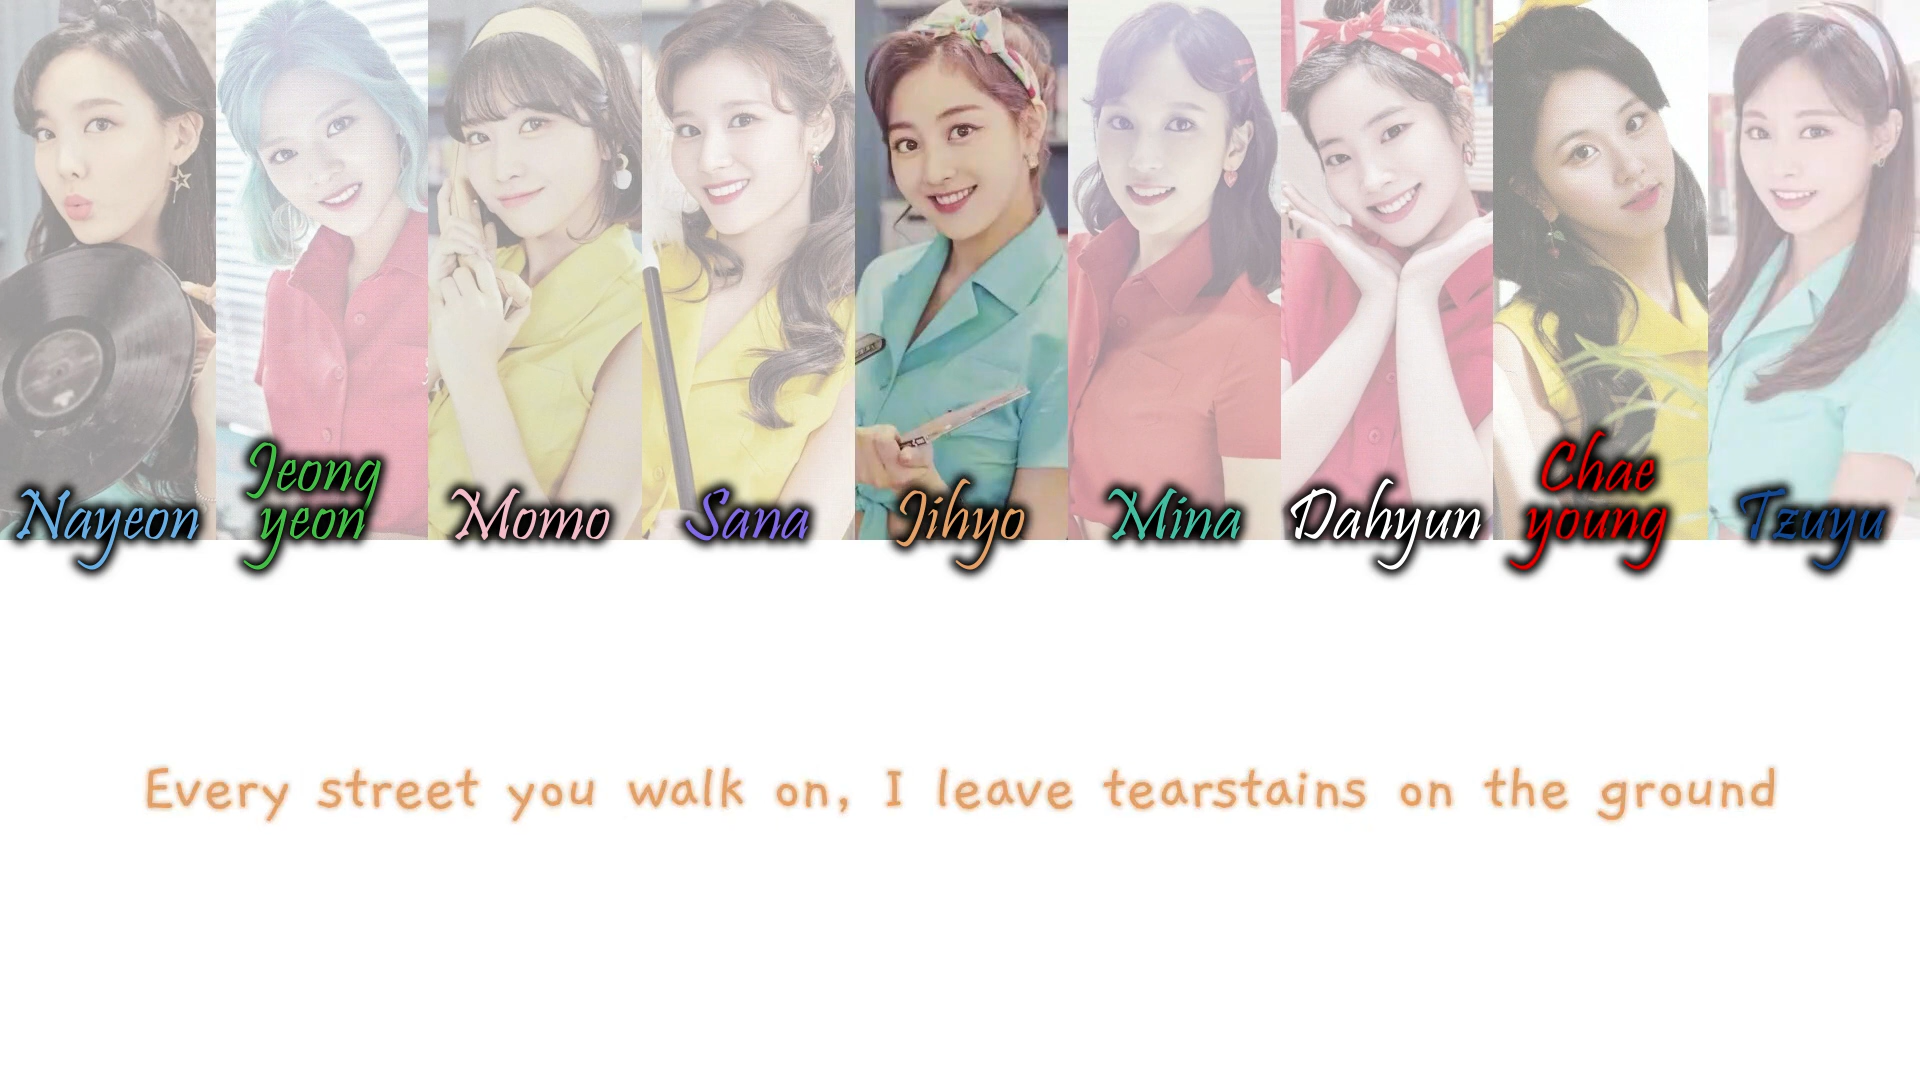 Nayeon
Jeong
yeon
Momo
Sana
Jihyo
Mina
Dahyun
Chae
young
Tzuyu
Every street you walk on, I leave tearstains on the ground